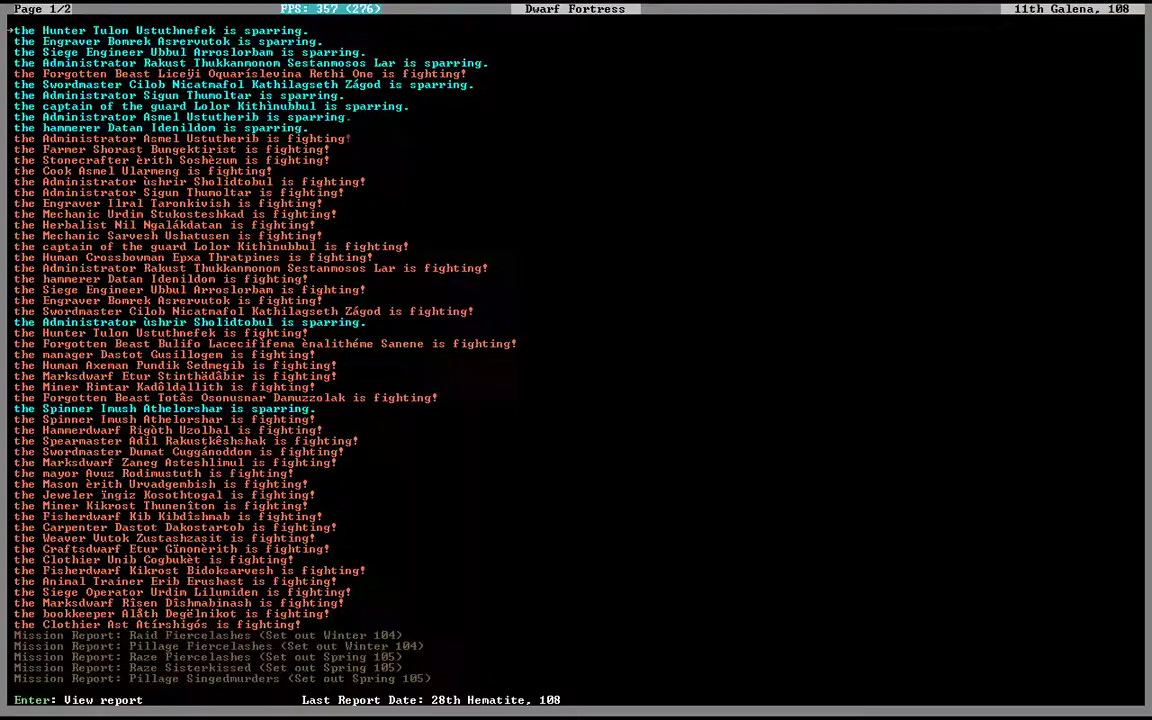 Page 1/2 FPS: 357 (276) Dwarf Fortress 11th Galena, 108
→the Hunter Tulon Ustuthnefek is sparring.
the Engraver Bomrek Asrervutok is sparring.
the Siege Engineer Ubbul Arroslorbam is sparring.
the Administrator Rakust Thukkanmonom Sestanmosos Lar is sparring.
the Forgotten Beast Liceÿi Oquaríslevina Rethi One is fighting!
the Swordmaster Cilob Nicatmafol Kathilagseth Zágod is sparring.
the Administrator Sigun Thumoltar is sparring.
the captain of the guard Lolor Kithìnubbul is sparring.
the Administrator Asmel Ustutherib is sparring.
the hammerer Datan Idenildom is sparring.
the Administrator Asmel Ustutherib is fighting!
the Farmer Shorast Bungektirist is fighting!
the Stonecrafter èrith Soshèzum is fighting!
the Cook Asmel Ularmeng is fighting!
the Administrator ùshrir Sholidtobul is fighting!
the Administrator Sigun Thumoltar is fighting!
the Engraver Ilral Taronkivish is fighting!
the Mechanic Urdim Stukosteshkad is fighting!
the Herbalist Nil Ngalákdatan is fighting!
the Mechanic Sarvesh Ushatusen is fighting!
the captain of the guard Lolor Kithìnubbul is fighting!
the Human Crossbowman Epxa Thratpines is fighting!
the Administrator Rakust Thukkanmonom Sestanmosos Lar is fighting!
the hammerer Datan Idenildom is fighting!
the Siege Engineer Ubbul Arroslorbam is fighting!
the Engraver Bomrek Asrervutok is fighting!
the Swordmaster Cilob Nicatmafol Kathilagseth Zágod is fighting!
the Administrator ùshrir Sholidtobul is sparring.
the Hunter Tulon Ustuthnefek is fighting!
the Forgotten Beast Bulifo Lacecifìfema ènalithéme Sanene is fighting!
the manager Dastot Gusillogem is fighting!
the Human Axeman Pundik Sedmegib is fighting!
the Marksdwarf Etur Stinthädâbir is fighting!
the Miner Rimtar Kadôldallith is fighting!
the Forgotten Beast Totâs Osonusnar Damuzzolak is fighting!
the Spinner Imush Athelorshar is sparring.
the Spinner Imush Athelorshar is fighting!
the Hammerdwarf Rigòth Uzolbal is fighting!
the Spearmaster Adil Rakustkêshshak is fighting!
the Swordmaster Dumat Cuggánoddom is fighting!
the Marksdwarf Zaneg Asteshlimul is fighting!
the mayor Avuz Rodimustuth is fighting!
the Mason èrith Urvadgembish is fighting!
the Jeweler ïngiz Kosothtogal is fighting!
the Miner Kikrost Thunenîton is fighting!
the Fisherdwarf Kib Kibdîshmab is fighting!
the Carpenter Dastot Dakostartob is fighting!
the Weaver Vutok Zustashzasit is fighting!
the Craftsdwarf Etur Gïnonèrith is fighting!
the Clothier Unib Cogbukèt is fighting!
the Fisherdwarf Kikrost Bidoksarvesh is fighting!
the Animal Trainer Erib Erushast is fighting!
the Siege Operator Urdim Lilumiden is fighting!
the Marksdwarf Rîsen Dîshmabinash is fighting!
the bookkeeper Alåth Degëlnikot is fighting!
the Clothier Ast Atírshigós is fighting!
Mission Report: Raid Fiercelashes (Set out Winter 104)
Mission Report: Pillage Fiercelashes (Set out Winter 104)
Mission Report: Raze Fiercelashes (Set out Spring 105)
Mission Report: Raze Sisterkissed (Set out Spring 105)
Mission Report: Pillage Singedmurders (Set out Spring 105)
Enter: View report Last Report Date: 28th Hematite, 108